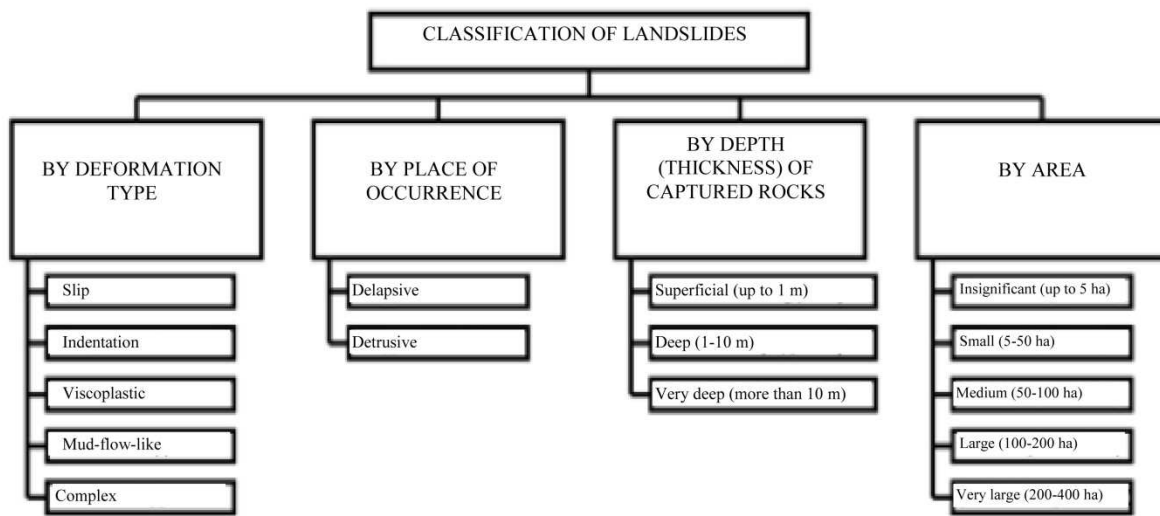 CLASSIFICATION OF LANDSLIDES
BY DEFORMATION
TYPE
Slip
Indentation
Viscoplastic
Mud-flow-like
Complex
BY PLACE OF
OCCURRENCE
Delapsive
Detrusive
BY DEPTH
(THICKNESS) OF
CAPTURED ROCKS
Superficial (up to 1 m)
Deep (1-10 m)
Very deep (more than 10 m)
BY AREA
Insignificant (up to 5 ha)
Small (5-50 ha)
Medium (50-100 ha)
Large (100-200 ha)
Very large (200-400 ha)